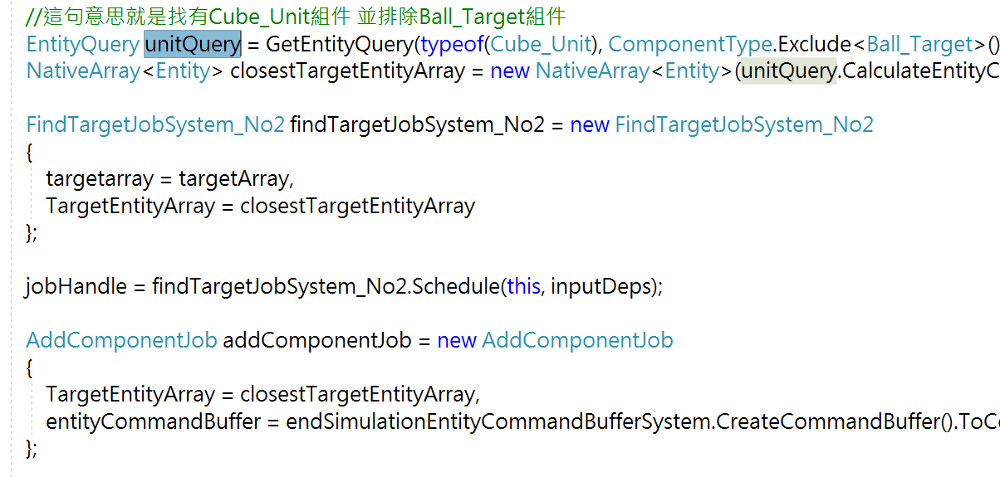 //這句意思就是找有Cube_Unit組件 並排除Ball_Target組件
EntityQuery unitQuery = GetEntityQuery(typeof(Cube_Unit), ComponentType.Exclude<Ball_Target>()
NativeArray<Entity> closestTargetEntityArray = new NativeArray<Entity>(unitQuery.CalculateEntityC
FindTargetJobSystem_No2 findTargetJobSystem_No2 = new FindTargetJobSystem_No2
{
targetarray = targetArray,
TargetEntityArray = closestTargetEntityArray
};
jobHandle = findTargetJobSystem_No2.Schedule(this, inputDeps);
AddComponentJob addComponentJob = new AddComponentJob
{
TargetEntityArray = closestTargetEntityArray,
entityCommandBuffer = endSimulationEntityCommandBufferSystem.CreateCommandBuffer().ToCo
};